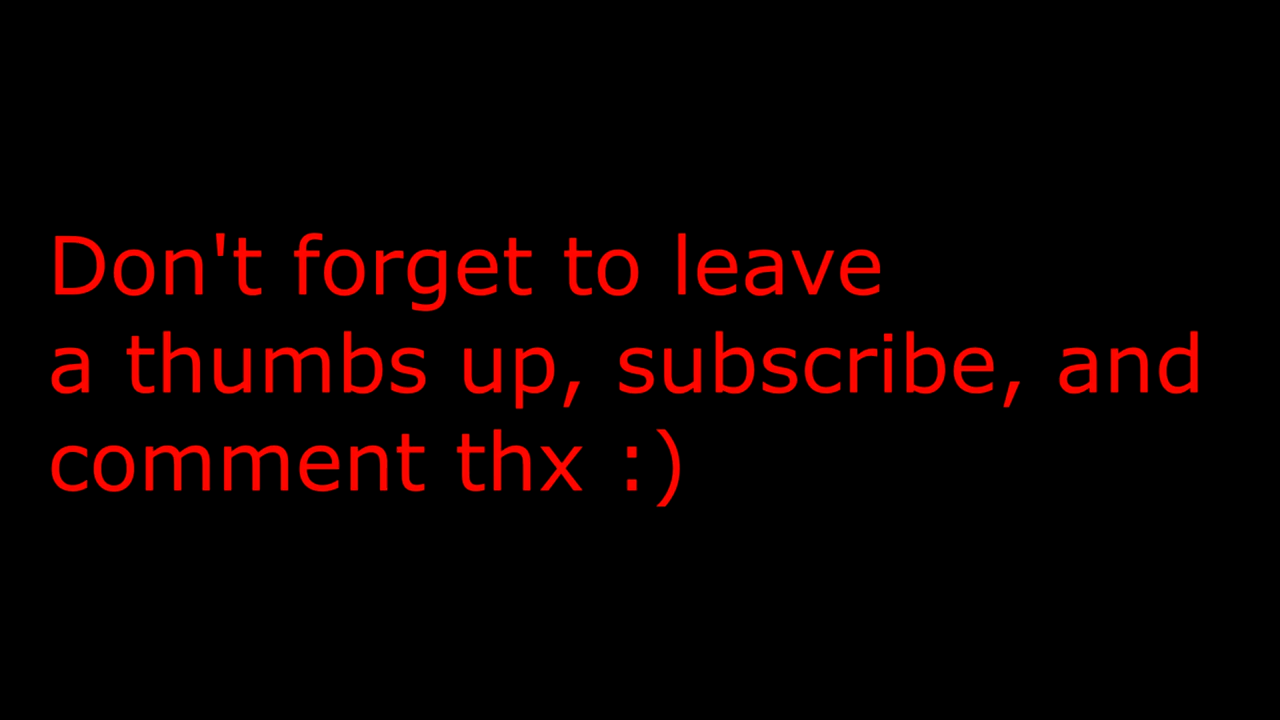 Don't forget to leave
a thumbs up, subscribe, and
comment thx :)